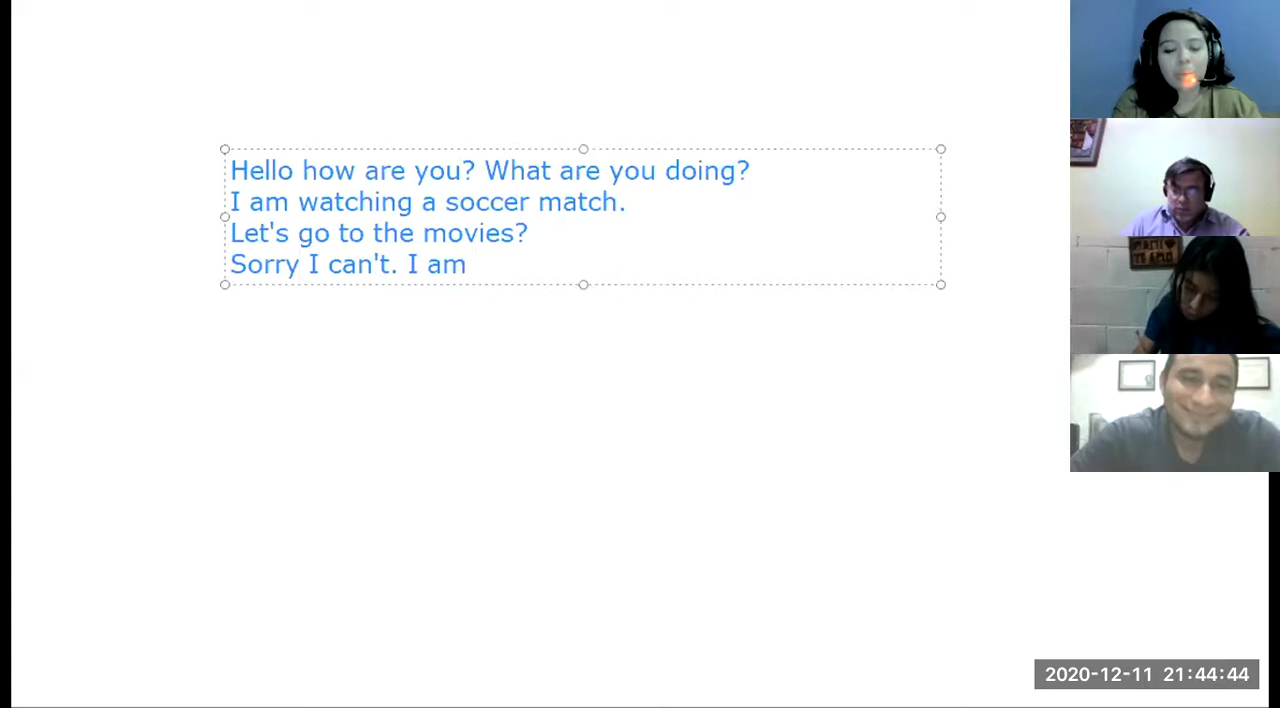 Hello how are you? What are you doing?
I am watching a soccer match.
Let's go to the movies?
Sorry I can't. I am
2020-12-11 21:44:44